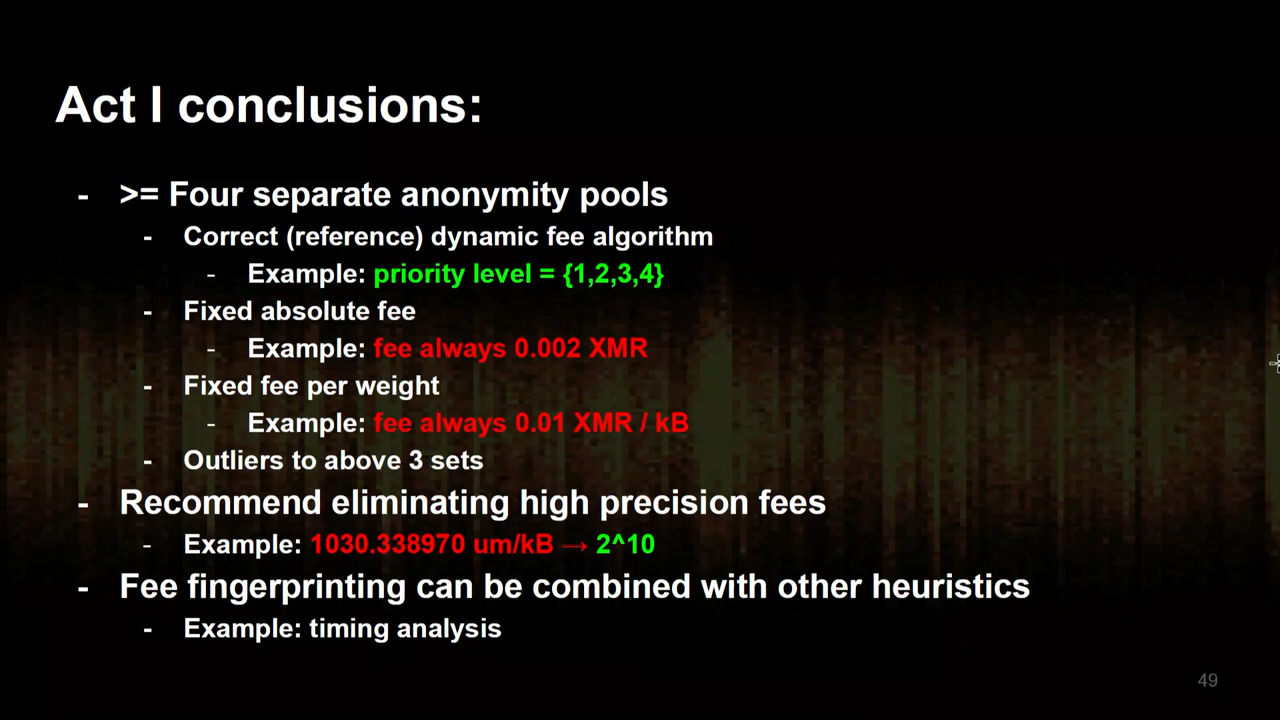 Act I conclusions:
- >= Four separate anonymity pools
- Correct (reference) dynamic fee algorithm
- Example: priority level = {1,2,3,4}
- Fixed absolute fee
- Example: fee always 0.002 XMR
- Fixed fee per weight
- Example: fee always 0.01 XMR / kB
- Outliers to above 3 sets
- Recommend eliminating high precision fees
- Example: 1030.338970 um/kB → 2^10
- Fee fingerprinting can be combined with other heuristics
- Example: timing analysis
49